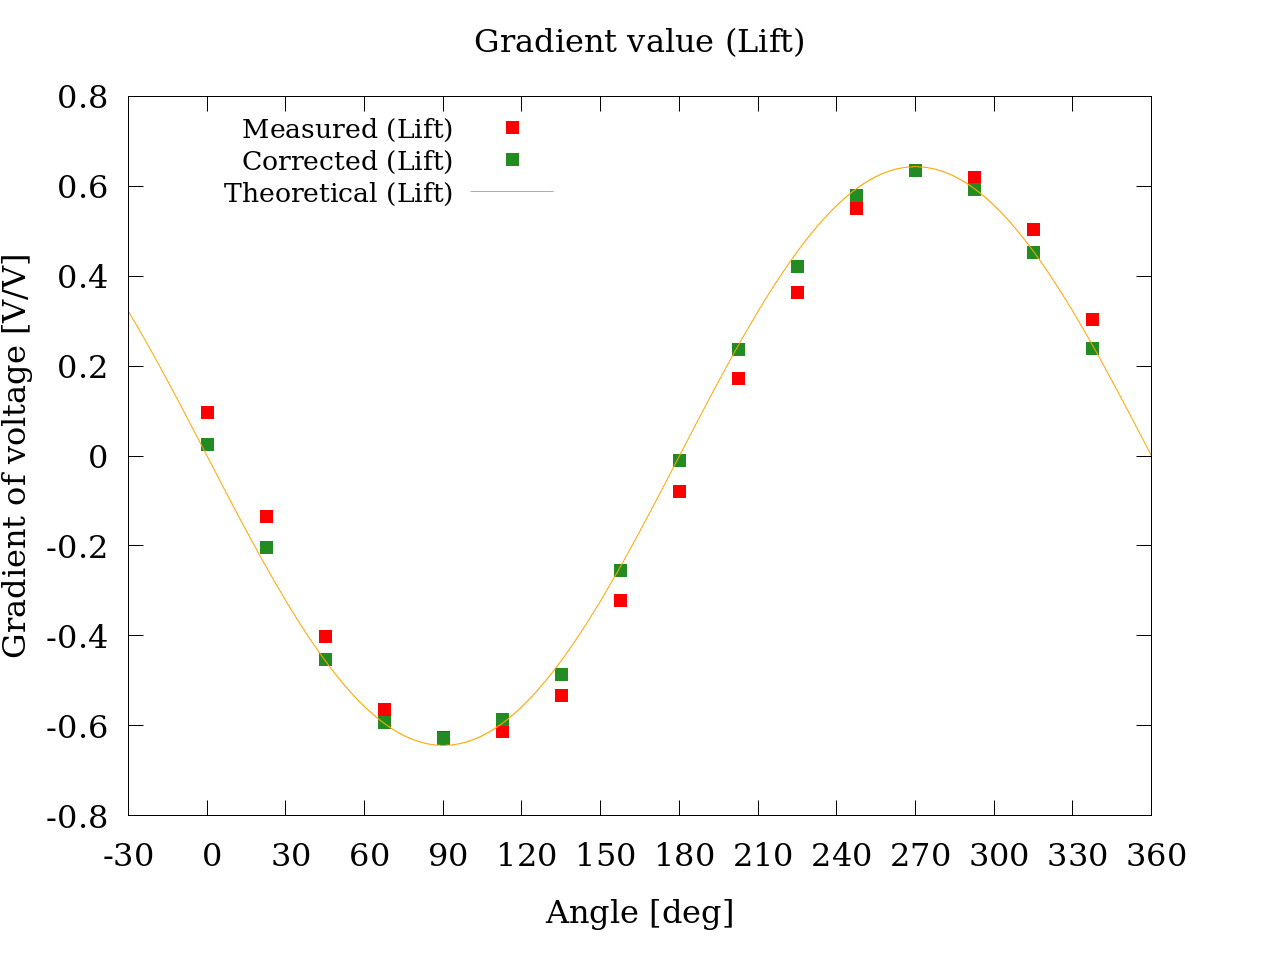 Gradient value (Lift)
0.8
0.6
0.4
0.2
0
-0.2
-0.4
-0.6
-0.8
Gradient of voltage [V/V]
Measured (Lift)
Corrected (Lift)
Theoretical (Lift)
-30 0 30 60 90 120 150 180 210 240 270 300 330 360
Angle [deg]